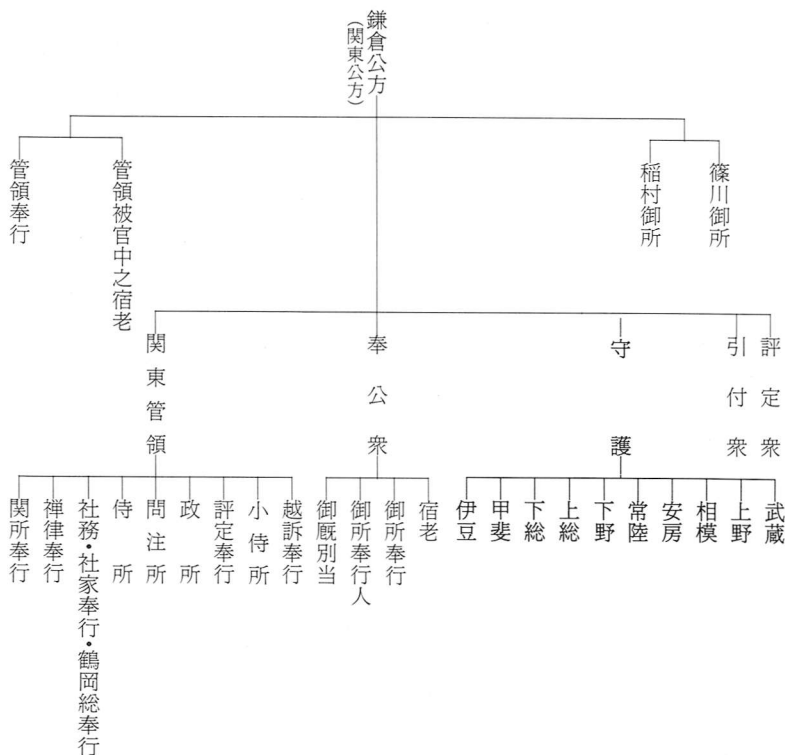 鎌倉公方
(関東公方)
篠川御所
稲村御所
管領被官中之宿老
管領奉行
評定衆
引付衆
守護
奉公衆
関東管領
武蔵
上野
相模
安房
常陸
下野
上総
下総
甲斐
伊豆
宿老
御所奉行
御所奉行人
御厩別当
越訴奉行
小侍所
評定奉行
政所
問注所
侍所
社務・社家奉行・鶴岡総奉行
禅律奉行
関所奉行